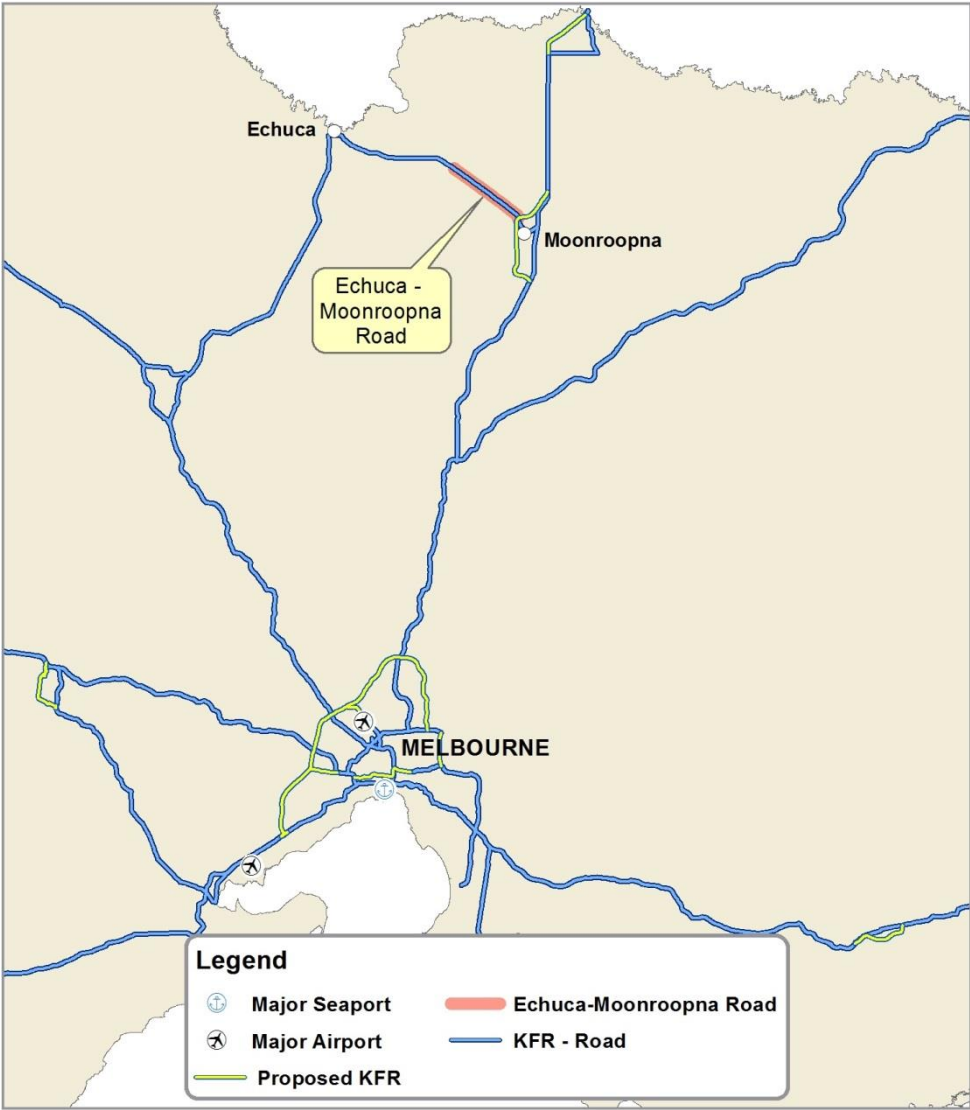 Echuca
Moonroopna
Echuca -
Moonroopna
Road
MELBOURNE
Legend
Major Seaport
Echuca-Moonroopna Road
Major Airport
KFR - Road
Proposed KFR